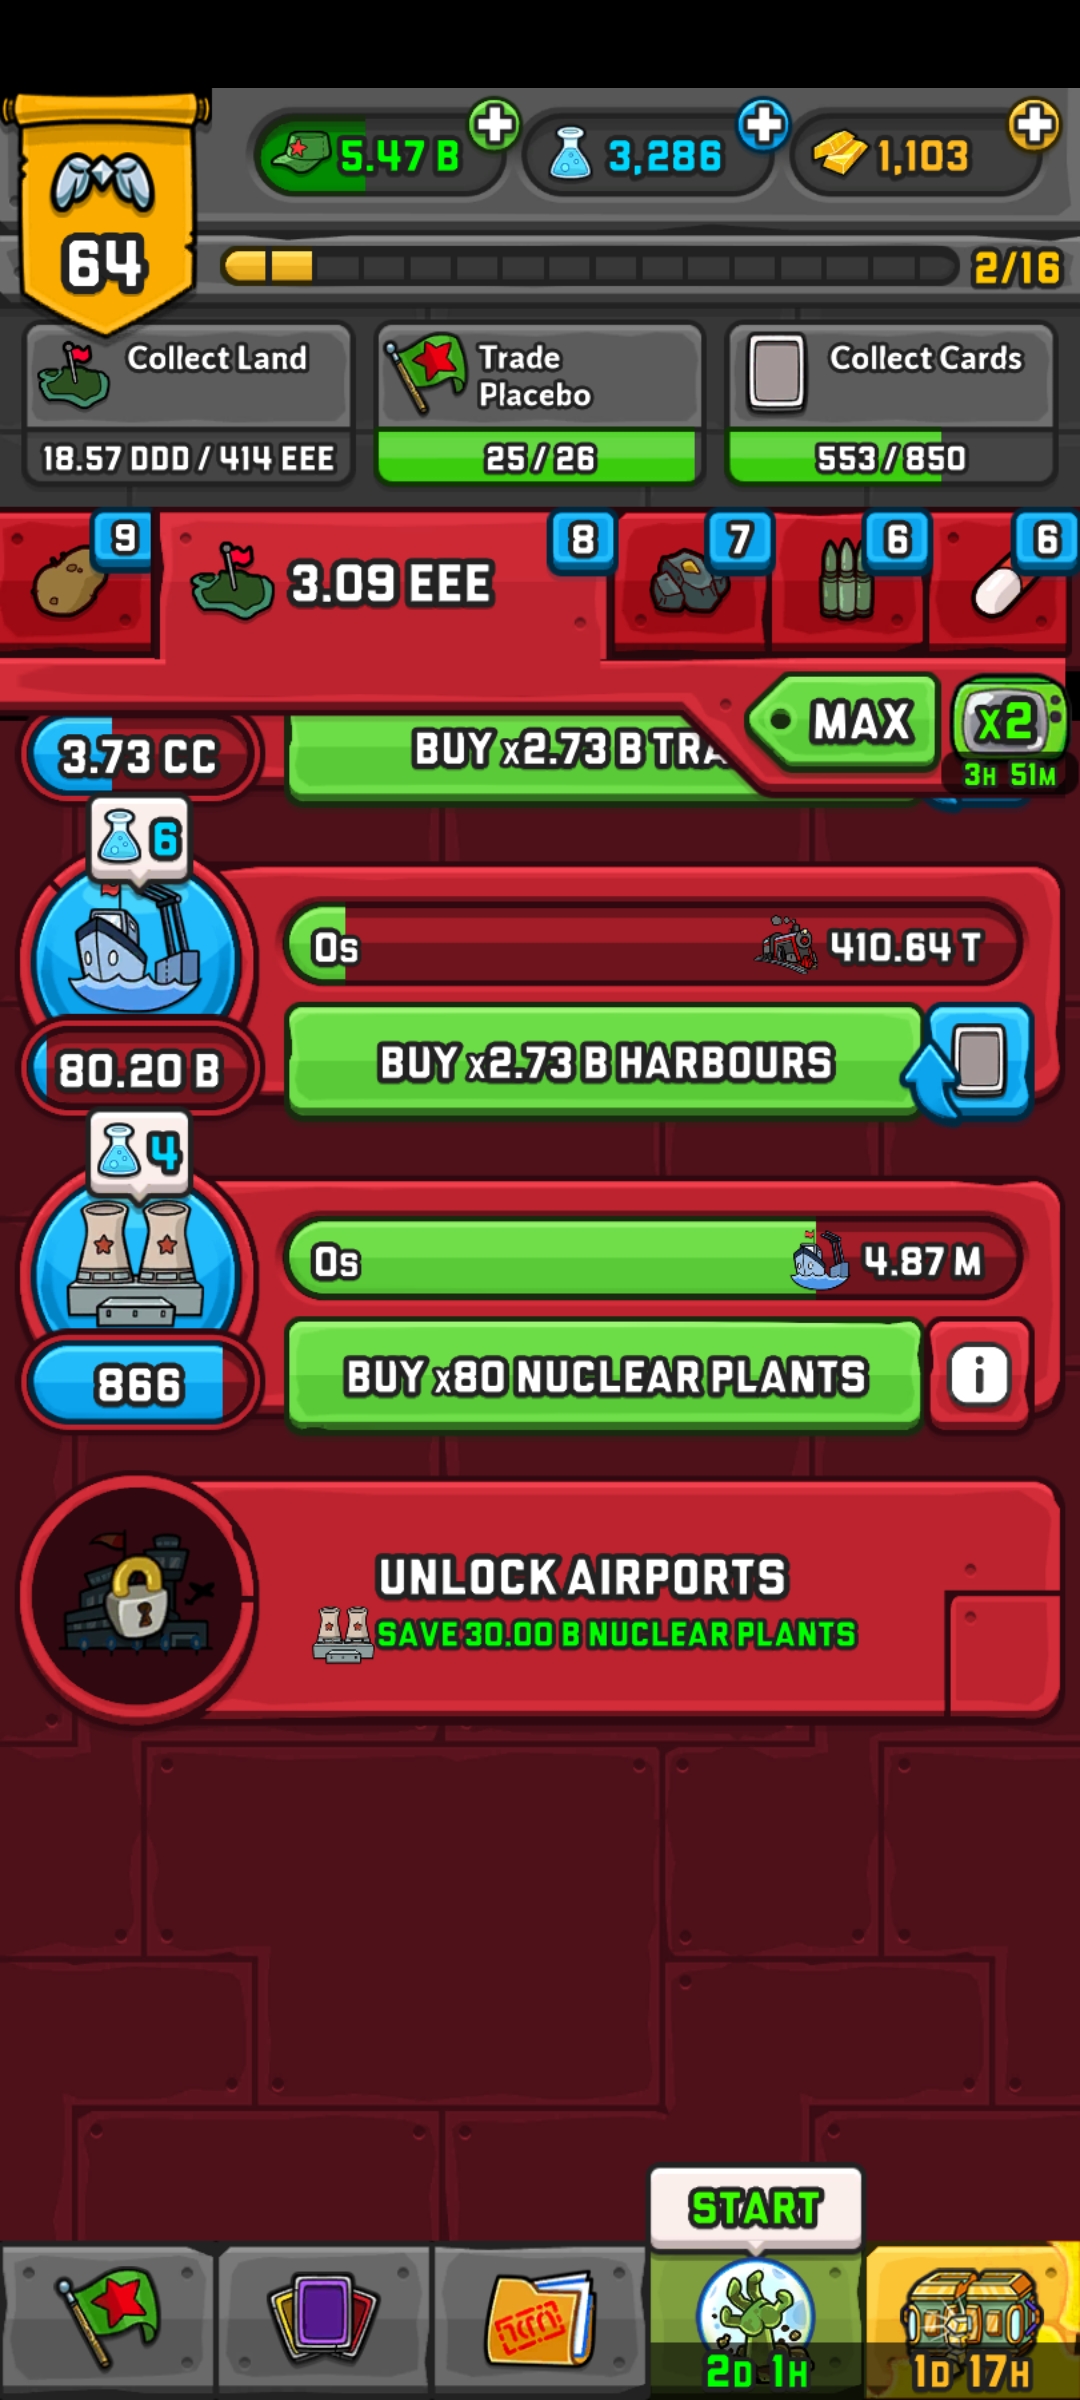 64
5.47 B
3,286
1,103
2/16
Collect Land
18.57 DDD / 414 EEE
Trade
Placebo
25 / 26
Collect Cards
553 / 850
9
3.09 EEE
8
7
6
6
MAX
x2
3H 51M
3.73 CC
BUY x2.73 B TRA
6
0s
410.64 T
80.20 B
BUY x2.73 B HARBOURS
4
0s
4.87 M
866
BUY x80 NUCLEAR PLANTS
i
UNLOCK AIRPORTS
SAVE 30.00 B NUCLEAR PLANTS
START
2D 1H
1D 17H